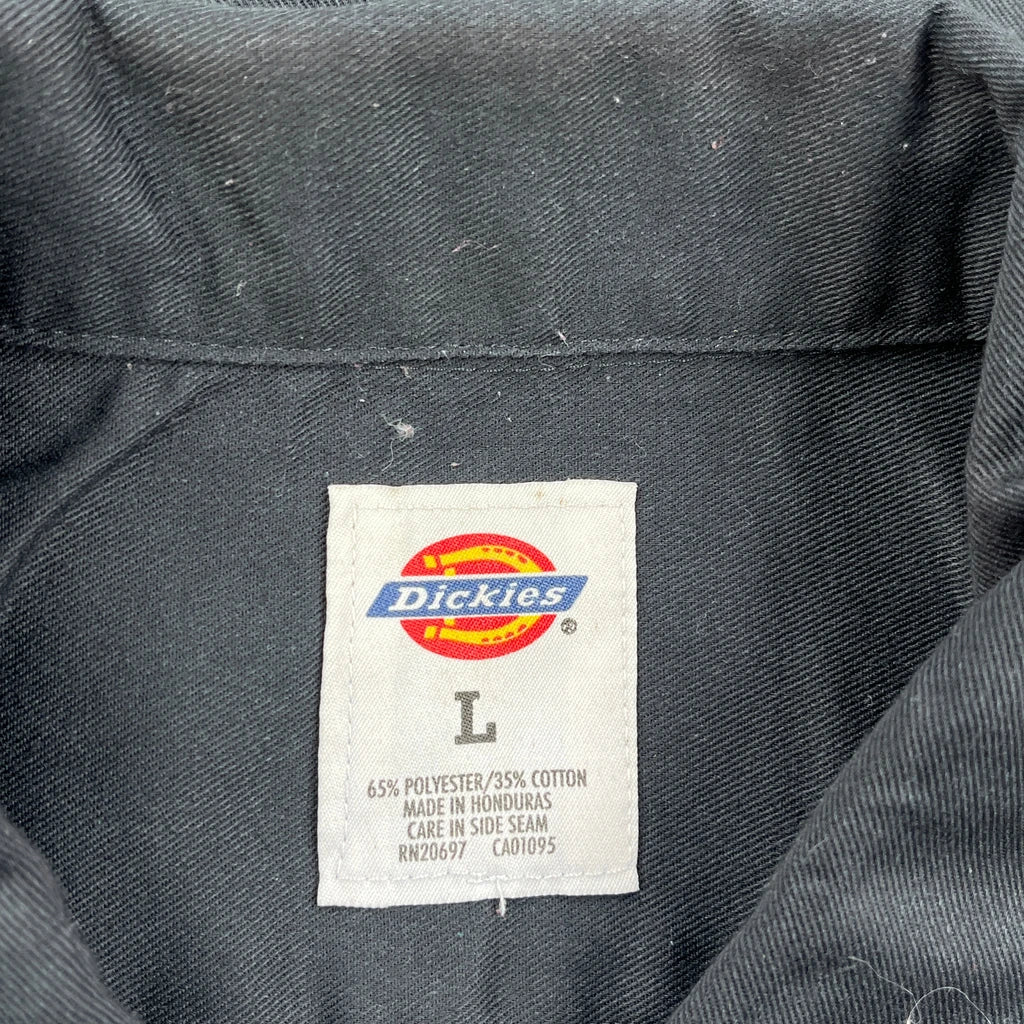 Dickies
®
L
65% POLYESTER/35% COTTON
MADE IN HONDURAS
CARE IN SIDE SEAM
RN20697 CA01095